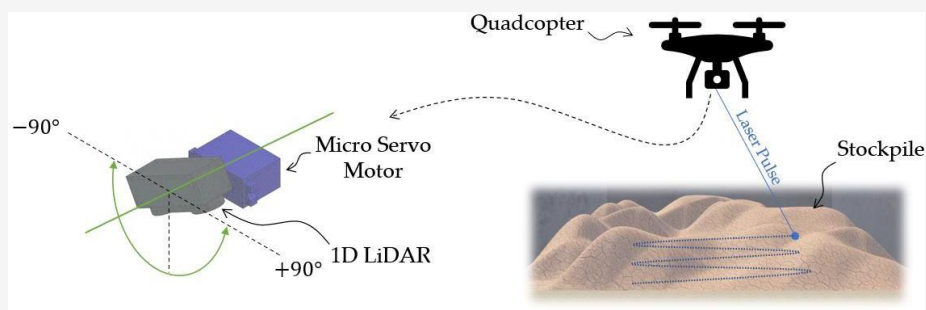 Quadcopter
−90°
Micro Servo
Motor
Laser Pulse
Stockpile
1D LiDAR
+90°